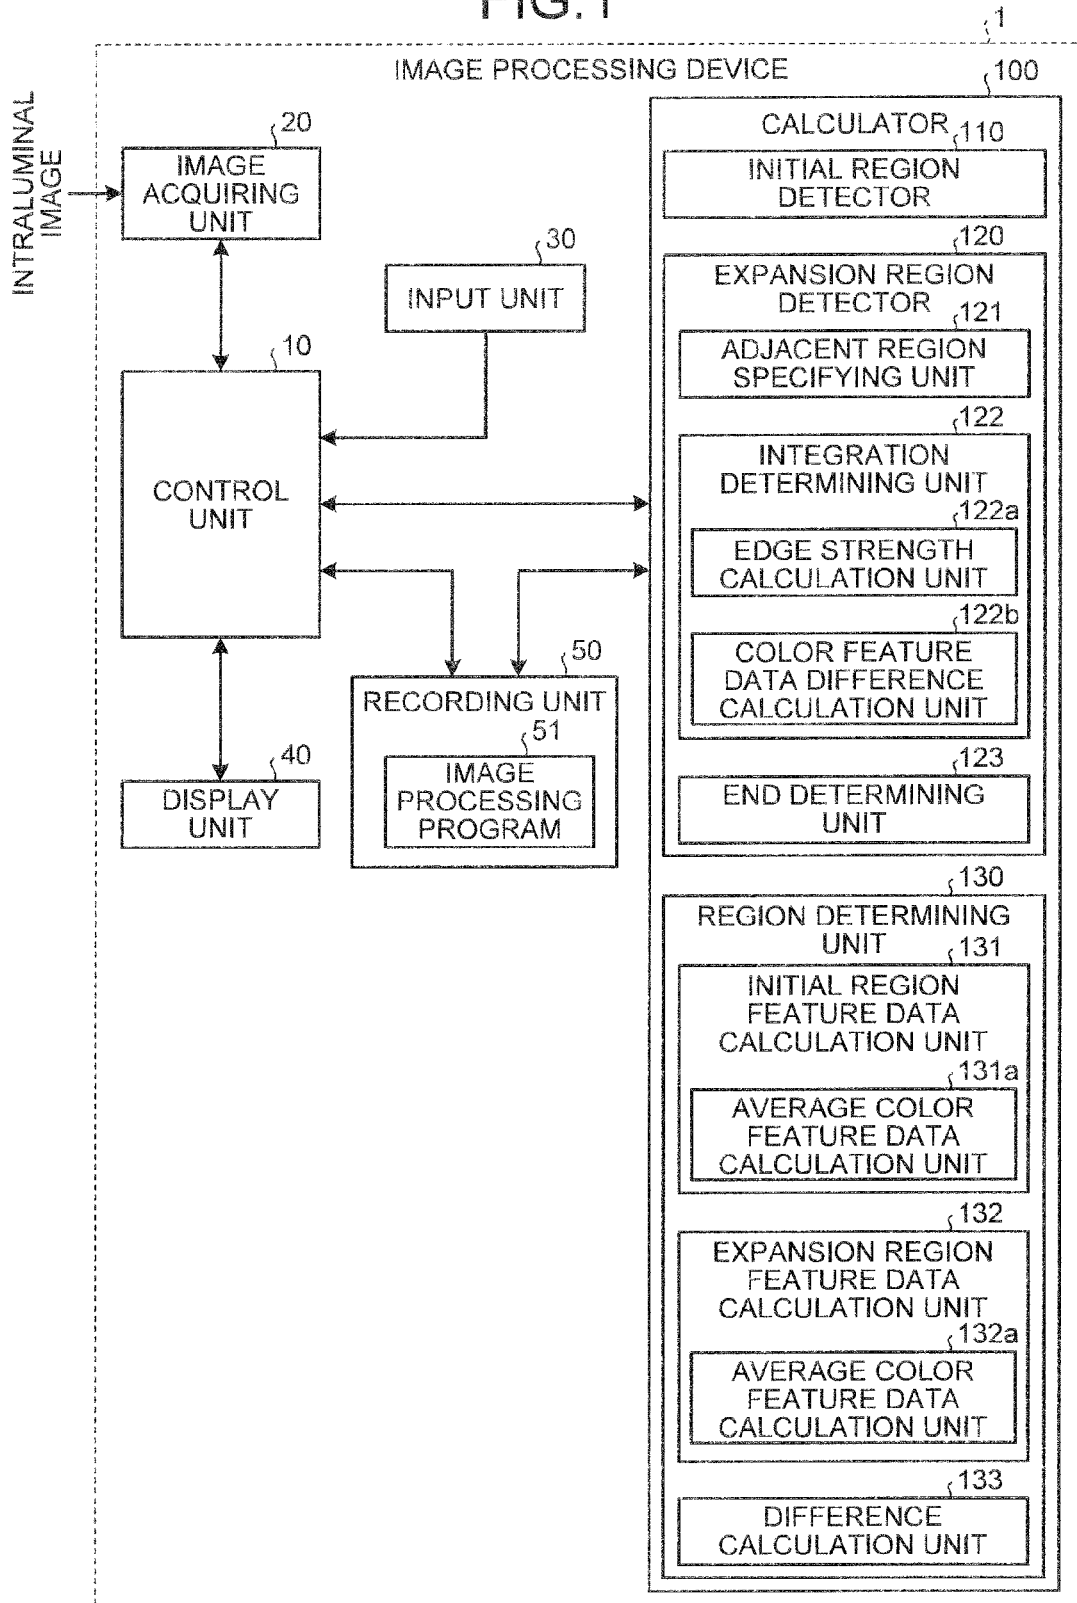 FIG. 1
1
IMAGE PROCESSING DEVICE
INTRALUMINAL
IMAGE
20
IMAGE
ACQUIRING
UNIT
30
INPUT UNIT
10
CONTROL
UNIT
40
DISPLAY
UNIT
50
RECORDING UNIT
51
IMAGE
PROCESSING
PROGRAM
100
CALCULATOR
110
INITIAL REGION
DETECTOR
120
EXPANSION REGION
DETECTOR
121
ADJACENT REGION
SPECIFYING UNIT
122
INTEGRATION
DETERMINING UNIT
122a
EDGE STRENGTH
CALCULATION UNIT
122b
COLOR FEATURE
DATA DIFFERENCE
CALCULATION UNIT
123
END DETERMINING
UNIT
130
REGION DETERMINING
UNIT
131
INITIAL REGION
FEATURE DATA
CALCULATION UNIT
131a
AVERAGE COLOR
FEATURE DATA
CALCULATION UNIT
132
EXPANSION REGION
FEATURE DATA
CALCULATION UNIT
132a
AVERAGE COLOR
FEATURE DATA
CALCULATION UNIT
133
DIFFERENCE
CALCULATION UNIT